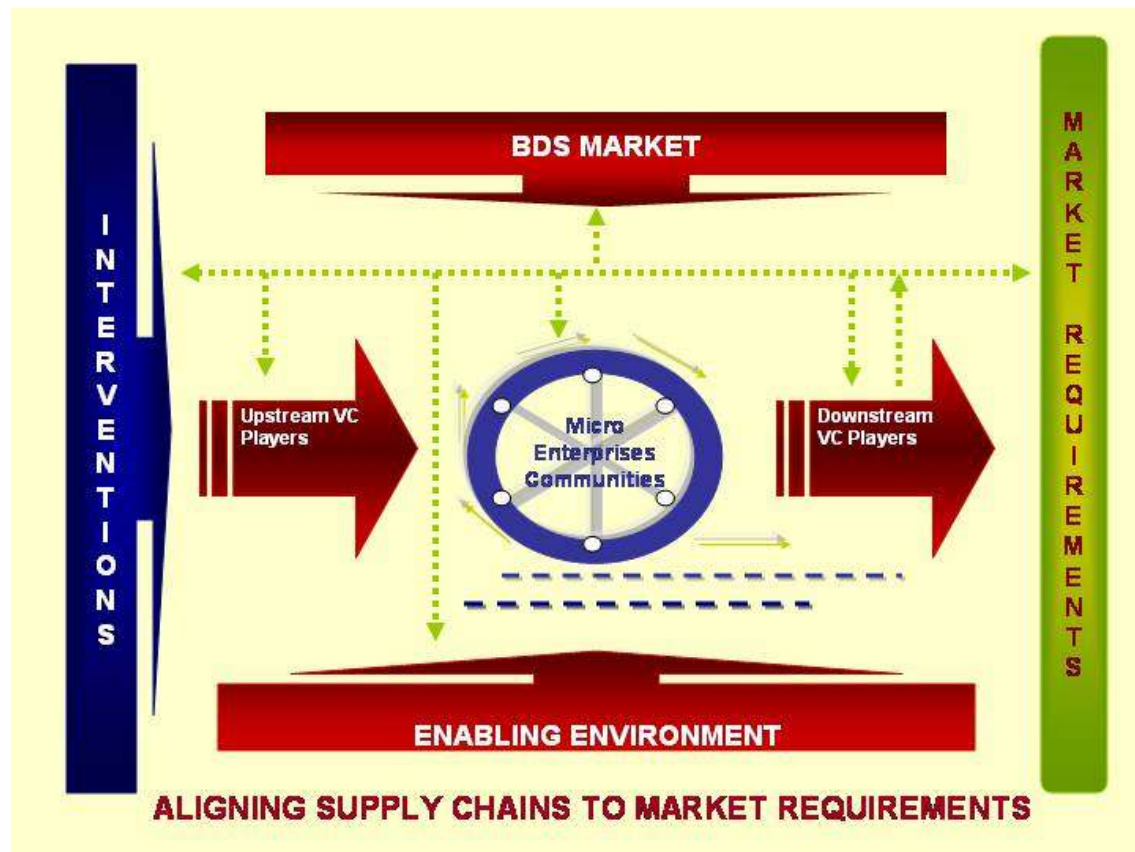 INTERVENTIONS
BDS MARKET
MARKET REQUIREMENTS
Upstream VC
Players
Micro
Enterprises
Communities
Downstream
VC Players
ENABLING ENVIRONMENT
ALIGNING SUPPLY CHAINS TO MARKET REQUIREMENTS